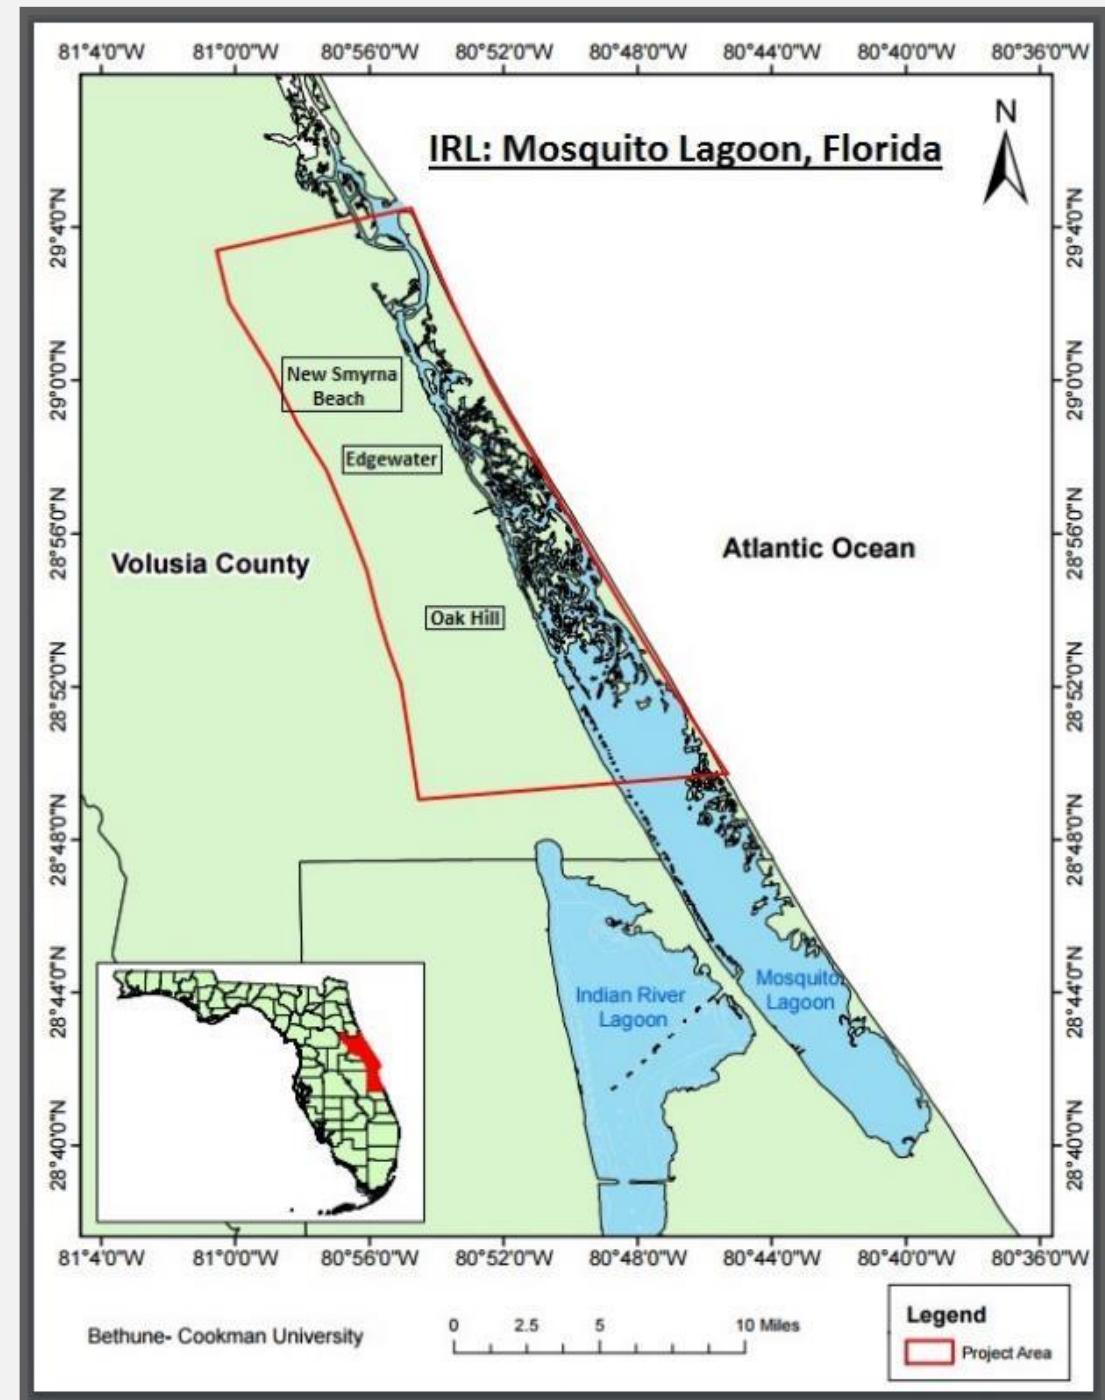 81°4'0"W 81°0'0"W 80°56'0"W 80°52'0"W 80°48'0"W 80°44'0"W 80°40'0"W 80°36'0"W
N
IRL: Mosquito Lagoon, Florida
29°4'0"N 29°4'0"N
29°0'0"N 29°0'0"N
New Smyrna
Beach
Edgewater
28°56'0"N 28°56'0"N
Volusia County
Atlantic Ocean
Oak Hill
28°52'0"N 28°52'0"N
28°48'0"N 28°48'0"N
28°44'0"N 28°44'0"N
Indian River
Lagoon
Mosquito
Lagoon
28°40'0"N 28°40'0"N
81°4'0"W 81°0'0"W 80°56'0"W 80°52'0"W 80°48'0"W 80°44'0"W 80°40'0"W 80°36'0"W
Bethune- Cookman University
0 2.5 5 10 Miles
Legend
Project Area